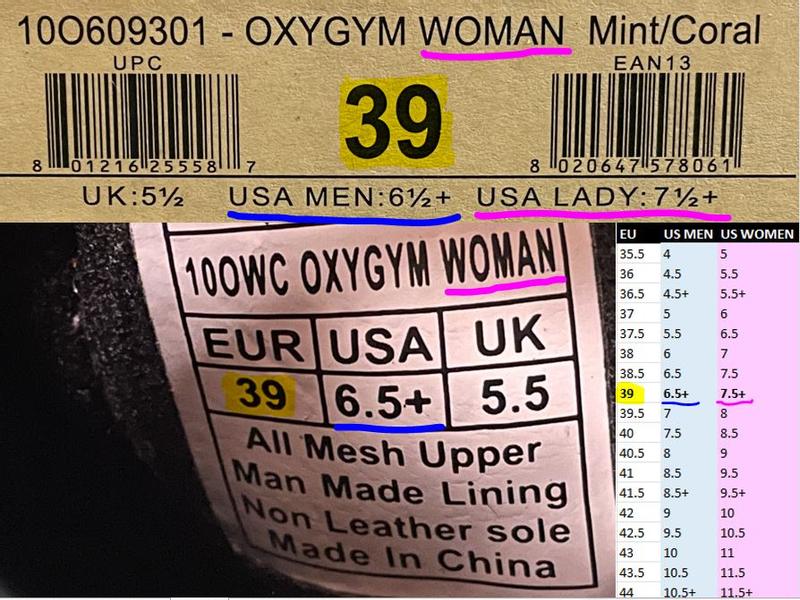 10O609301 - OXYGYM WOMAN Mint/Coral
UPC
EAN13
39
8 01216 25558 7
8 020647 578061
UK:5½ USA MEN:6½+ USA LADY:7½+
10OWC OXYGYM WOMAN
EUR USA UK
39 6.5+ 5.5
All Mesh Upper
Man Made Lining
Non Leather sole
Made In China
EU US MEN US WOMEN
35.5 4 5
36 4.5 5.5
36.5 4.5+ 5.5+
37 5 6
37.5 5.5 6.5
38 6 7
38.5 6.5 7.5
39 6.5+ 7.5+
39.5 7 8
40 7.5 8.5
40.5 8 9
41 8.5 9.5
41.5 8.5+ 9.5+
42 9 10
42.5 9.5 10.5
43 10 11
43.5 10.5 11.5
44 10.5+ 11.5+